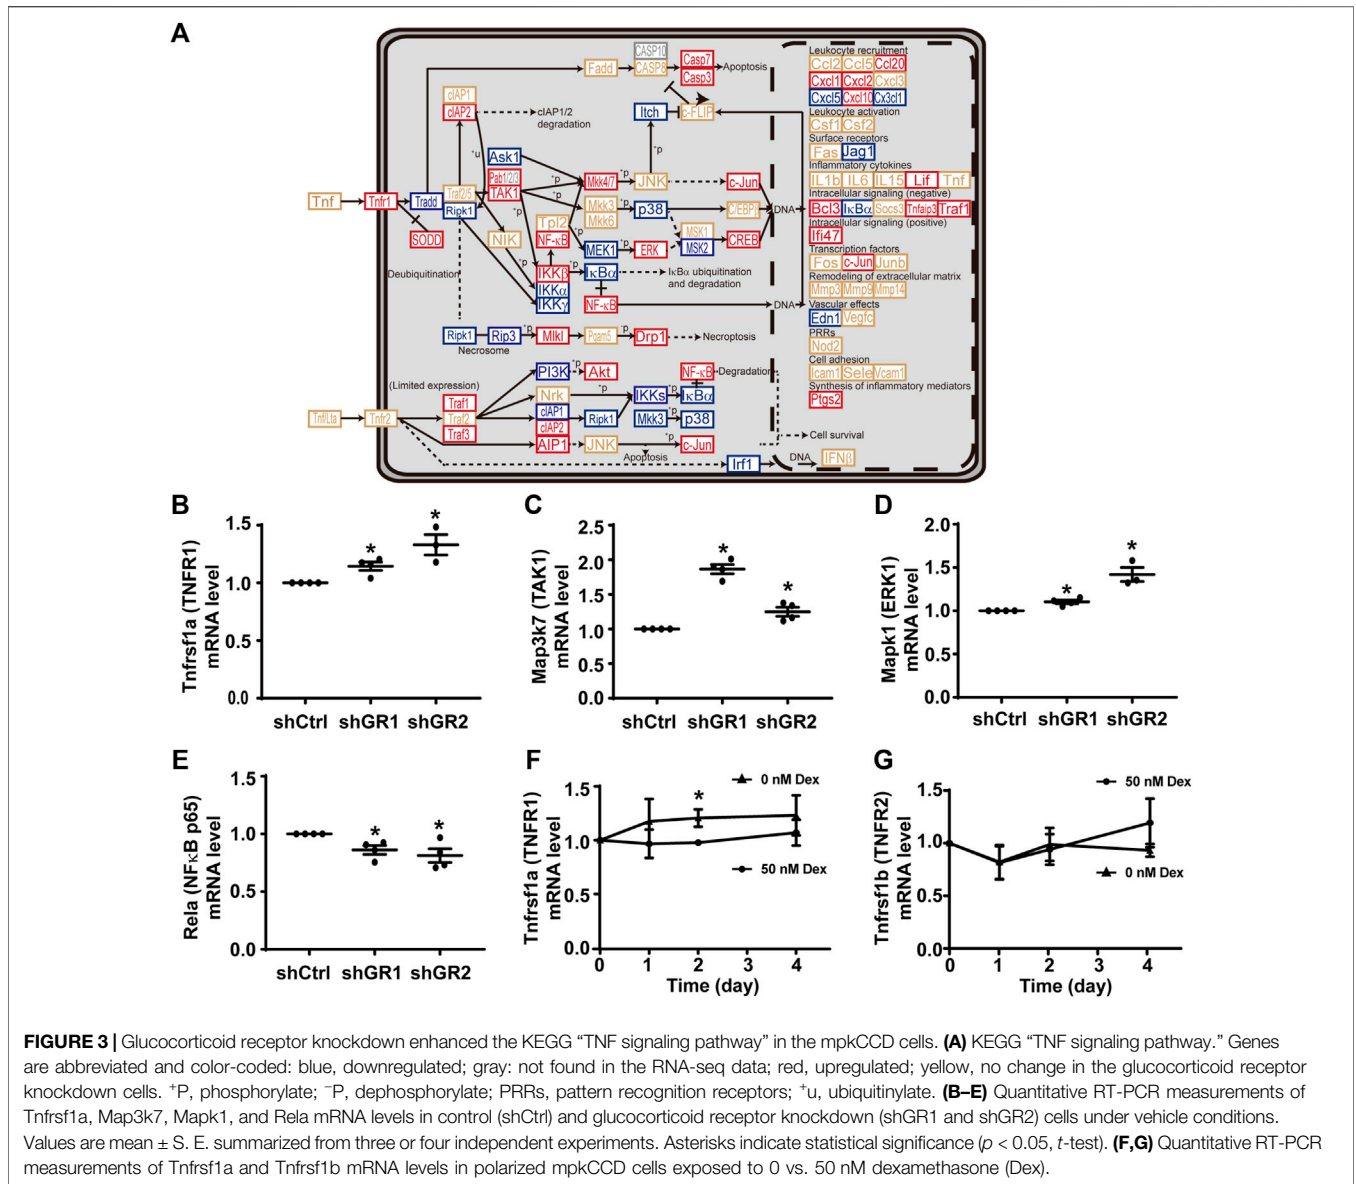 A
Leukocyte recruitment
Ccl2 Ccl5 Ccl20
Cxcl1 Cxcl2 Cxcl3
Cxcl5 Cxcl10 Cx3cl1
Leukocyte activation
Csf1 Csf2
Surface receptors
Fas Jag1
Inflammatory cytokines
IL1b IL6 IL15 Lif Tnf
Intracellular signaling (negative)
Bcl3 IκBα Socs3 Tnfaip3 Traf1
Intracellular signaling (positive)
Ifi47
Transcription factors
Fos c-Jun Junb
Remodeling of extracellular matrix
Mmp3 Mmp9 Mmp14
Vascular effects
Edn1 Vegfc
PRRs
Nod2
Cell adhesion
Icam1 Sele Vcam1
Synthesis of inflammatory mediators
Ptgs2
CASP10
Fadd CASP8 Casp7
Casp3 Apoptosis
cIAP1
cIAP2 cIAP1/2
degradation
Itch c-FLIP
+u
+p
Ask1
Pab1/2/3
TAK1
+p
+p
+p
Mkk4/7 JNK c-Jun
Tnf Tnfr1 Tradd Traf2/5
Ripk1
Mkk3
Mkk6
+p
p38 C/EBPβ DNA
SODD NIK Tpl2
NF-κB
MSK1
MSK2 CREB
+p
MEK1
+p
ERK
Deubiquitination
+p
IKKβ
IKKα
IKKγ
+p
IκBα IκBα ubiquitination
and degradation
NF-κB DNA
Ripk1 Rip3
+p
Mlkl Pgam5
+p
Drp1 Necroptosis
Necrosome
(Limited expression)
PI3K
+p
Akt NF-κB Degradation
Tnf/Lta Tnfr2 Traf1
Traf2
Traf3
Nrk
+p
IKKs
+p
IκBα
cIAP1
cIAP2
Ripk1 Mkk3
+p
p38
AIP1 JNK
+p
c-Jun
Apoptosis
Cell survival
Irf1 DNA IFNβ
B
Tnfrsf1a (TNFR1)
mRNA level
1.5
1.0
0.5
0.0
* *
shCtrl shGR1 shGR2
C
Map3k7 (TAK1)
mRNA level
2.5
2.0
1.5
1.0
0.5
0.0
* *
shCtrl shGR1 shGR2
D
Mapk1 (ERK1)
mRNA level
2.0
1.5
1.0
0.5
0.0
* *
shCtrl shGR1 shGR2
E
Rela (NFκB p65)
mRNA level
1.5
1.0
0.5
0.0
* *
shCtrl shGR1 shGR2
F
Tnfrsf1a (TNFR1)
mRNA level
1.5
1.0
0.5
0.0
0 nM Dex
*
50 nM Dex
0 1 2 3 4
Time (day)
G
Tnfrsf1b (TNFR2)
mRNA level
1.5
1.0
0.5
0.0
50 nM Dex
0 nM Dex
0 1 2 3 4
Time (day)
FIGURE 3 | Glucocorticoid receptor knockdown enhanced the KEGG “TNF signaling pathway” in the mpkCCD cells. (A) KEGG “TNF signaling pathway.” Genes
are abbreviated and color-coded: blue, downregulated; gray: not found in the RNA-seq data; red, upregulated; yellow, no change in the glucocorticoid receptor
knockdown cells. +P, phosphorylate; −P, dephosphorylate; PRRs, pattern recognition receptors; +u, ubiquitinylate. (B–E) Quantitative RT-PCR measurements of
Tnfrsf1a, Map3k7, Mapk1, and Rela mRNA levels in control (shCtrl) and glucocorticoid receptor knockdown (shGR1 and shGR2) cells under vehicle conditions.
Values are mean ± S. E. summarized from three or four independent experiments. Asterisks indicate statistical significance (p < 0.05, t-test). (F,G) Quantitative RT-PCR
measurements of Tnfrsf1a and Tnfrsf1b mRNA levels in polarized mpkCCD cells exposed to 0 vs. 50 nM dexamethasone (Dex).